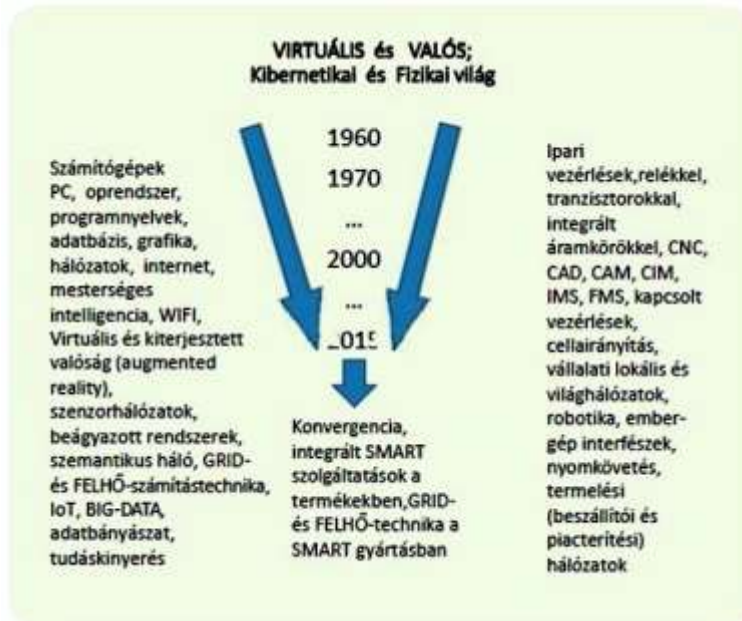 VIRTUÁLIS és VALÓS;
Kibernetikai és Fizikai világ
1960
1970
...
2000
...
Számítógépek
PC, oprendszer,
programnyelvek,
adatbázis, grafika,
hálózatok, internet,
mesterséges
intelligencia, WIFI,
Virtuális és kiterjesztett
valóság (augmented
reality),
szenzorhálózatok,
beágyazott rendszerek,
szemantikus háló, GRID-
és FELHŐ-számítástechnika,
IoT, BIG-DATA,
adatbányászat,
tudáskinyerés
Konvergencia,
integrált SMART
szolgáltatások a
termékekben,GRID-
és FELHŐ-technika a
SMART gyártásban
Ipari
vezérlések,relékkel,
tranzisztorokkal,
integrált
áramkörökkel, CNC,
CAD, CAM, CIM,
IMS, FMS, kapcsolt
vezérlések,
cellairányítás,
vállalati lokális és
világhálózatok,
robotika, ember-
gép interfészek,
nyomkövetés,
termelési
(beszállítói és
piacterítési)
hálózatok